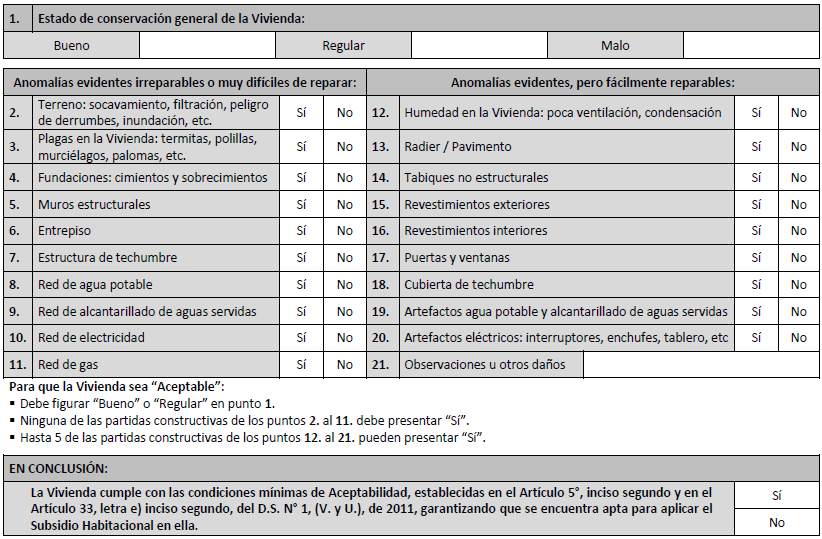 1. Estado de conservación general de la Vivienda:
Bueno Regular Malo
Anomalías evidentes irreparables o muy difíciles de reparar: Anomalías evidentes, pero fácilmente reparables:
2. Terreno: socavamiento, filtración, peligro
de derrumbes, inundación, etc. Sí No 12. Humedad en la Vivienda: poca ventilación, condensación Sí No
3. Plagas en la Vivienda: termitas, polillas,
murciélagos, palomas, etc. Sí No 13. Radier / Pavimento Sí No
4. Fundaciones: cimientos y sobrecimientos Sí No 14. Tabiques no estructurales Sí No
5. Muros estructurales Sí No 15. Revestimientos exteriores Sí No
6. Entrepiso Sí No 16. Revestimientos interiores Sí No
7. Estructura de techumbre Sí No 17. Puertas y ventanas Sí No
8. Red de agua potable Sí No 18. Cubierta de techumbre Sí No
9. Red de alcantarillado de aguas servidas Sí No 19. Artefactos agua potable y alcantarillado de aguas servidas Sí No
10. Red de electricidad Sí No 20. Artefactos eléctricos: interruptores, enchufes, tablero, etc Sí No
11. Red de gas Sí No 21. Observaciones u otros daños
Para que la Vivienda sea “Aceptable”:
▪ Debe figurar “Bueno” o “Regular” en punto 1.
▪ Ninguna de las partidas constructivas de los puntos 2. al 11. debe presentar “Sí”.
▪ Hasta 5 de las partidas constructivas de los puntos 12. al 21. pueden presentar “Sí”.
EN CONCLUSIÓN:
La Vivienda cumple con las condiciones mínimas de Aceptabilidad, establecidas en el Artículo 5°, inciso segundo y en el
Artículo 33, letra e) inciso segundo, del D.S. N° 1, (V. y U.), de 2011, garantizando que se encuentra apta para aplicar el
Subsidio Habitacional en ella.
Sí
No